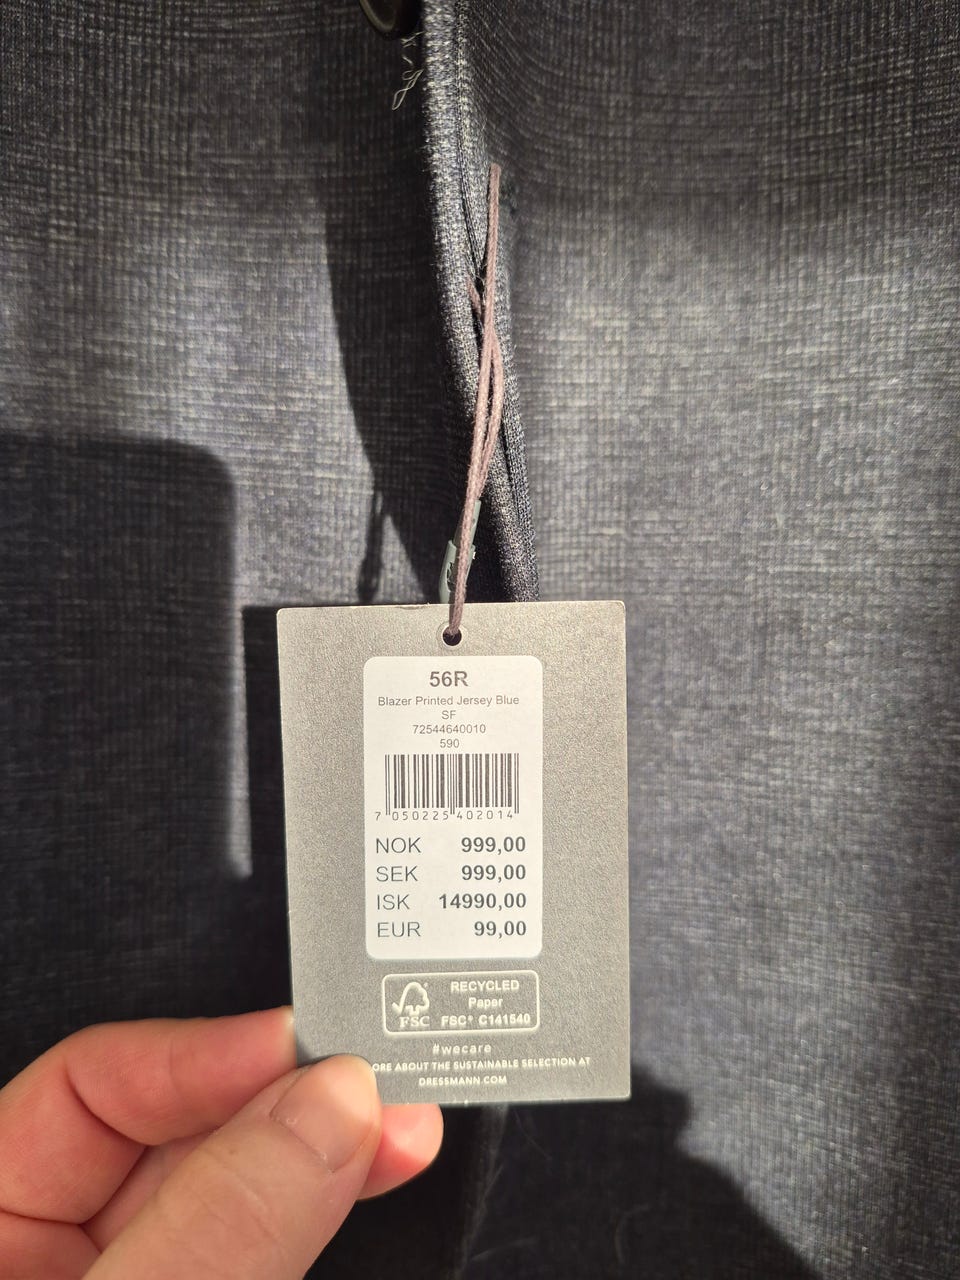 56R
Blazer Printed Jersey Blue
SF
72544640010
590
7 050225 402014
NOK 999,00
SEK 999,00
ISK 14990,00
EUR 99,00
RECYCLED
Paper
FSC
FSC® C141540
#wecare
ORE ABOUT THE SUSTAINABLE SELECTION AT
DRESSMANN.COM